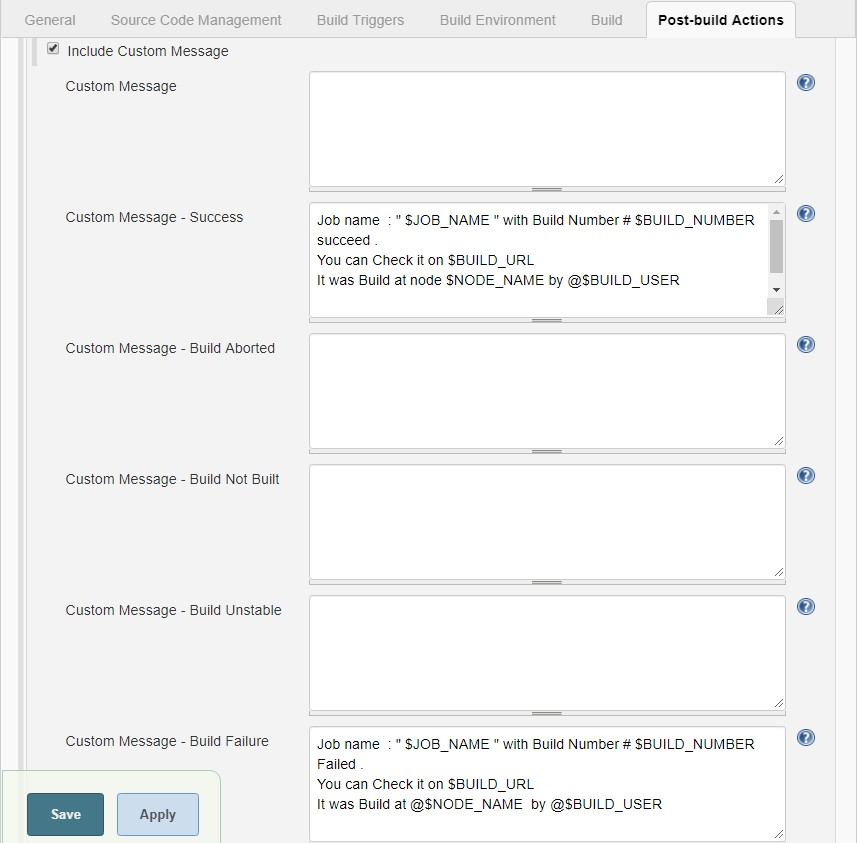 General Source Code Management Build Triggers Build Environment Build Post-build Actions
Include Custom Message
Custom Message
Custom Message - Success
Job name  : " $JOB_NAME " with Build Number # $BUILD_NUMBER
succeed .
You can Check it on $BUILD_URL
It was Build at node $NODE_NAME by @$BUILD_USER
Custom Message - Build Aborted
Custom Message - Build Not Built
Custom Message - Build Unstable
Custom Message - Build Failure
Job name  : " $JOB_NAME " with Build Number # $BUILD_NUMBER
Failed .
You can Check it on $BUILD_URL
It was Build at @$NODE_NAME  by @$BUILD_USER
Save Apply